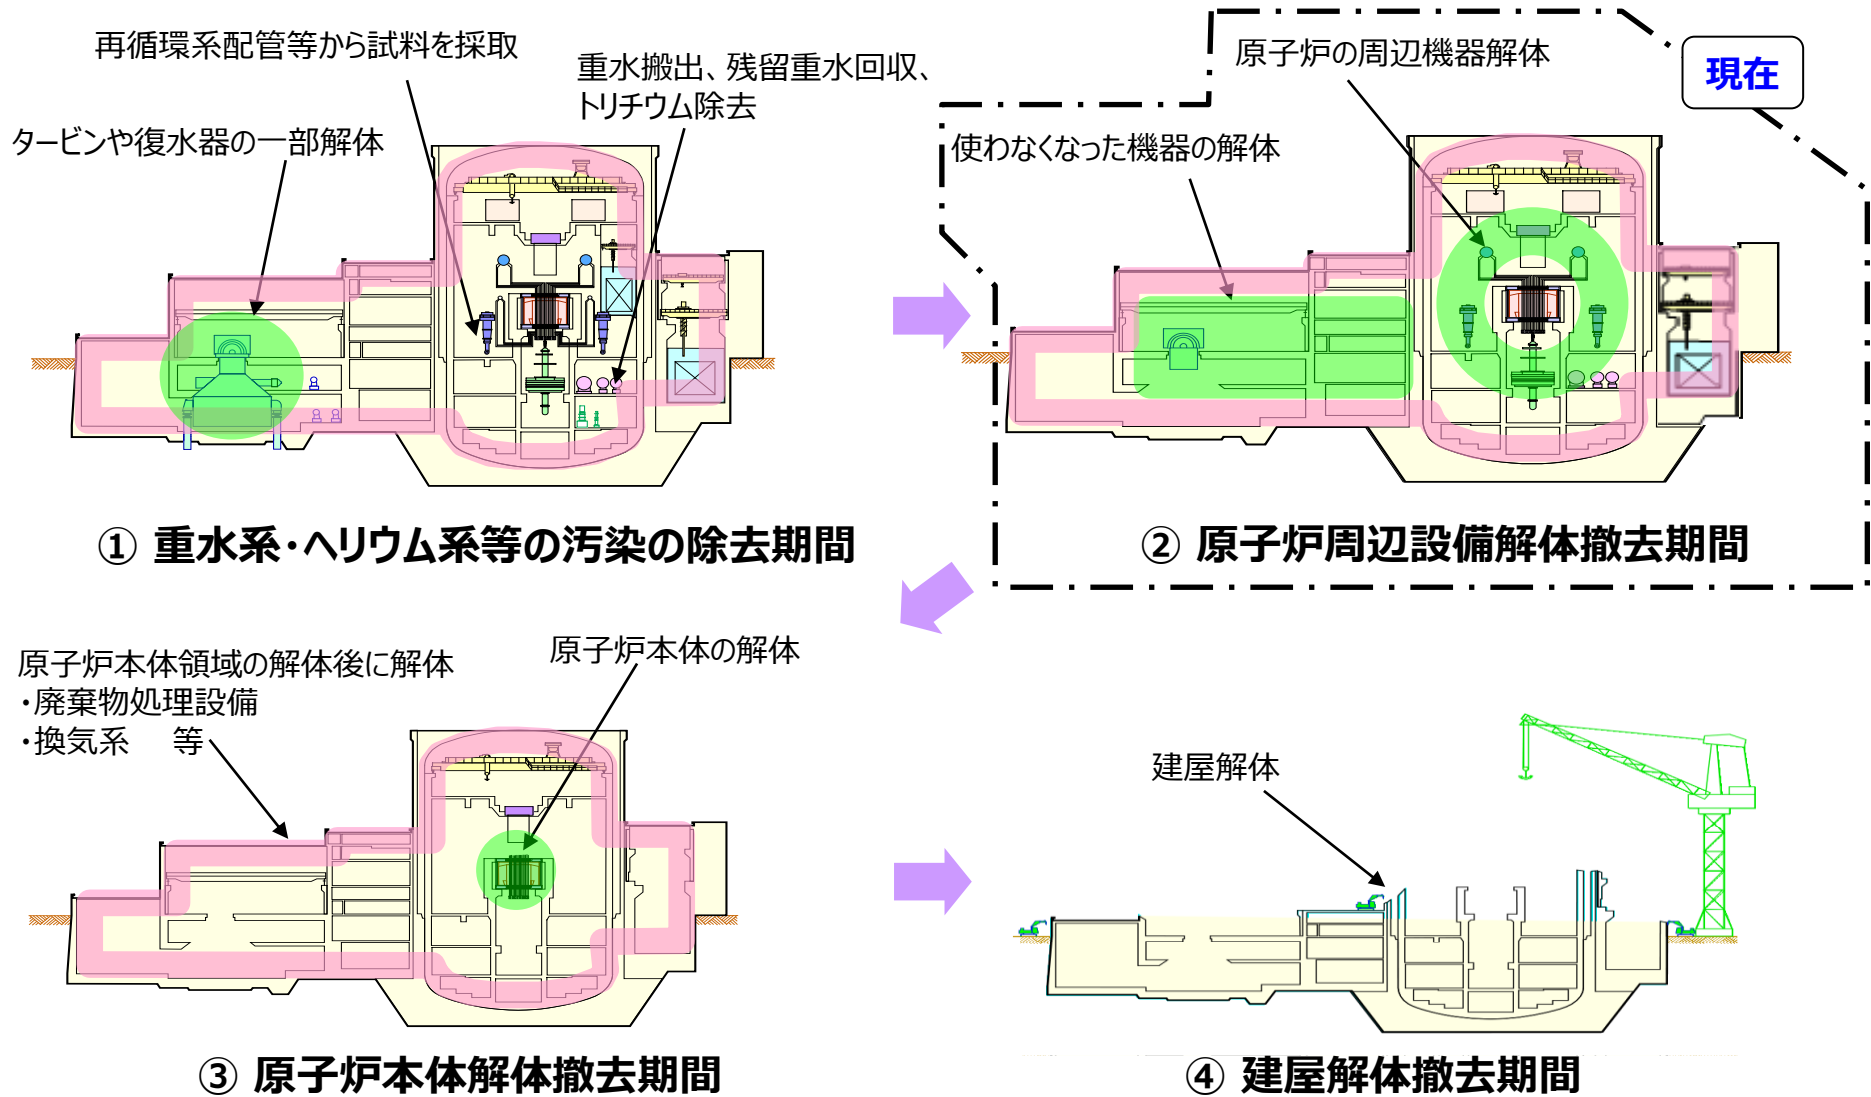 再循環系配管等から試料を採取
重水搬出、残留重水回収、
トリチウム除去
タービンや復水器の一部解体
① 重水系・ヘリウム系等の汚染の除去期間
現在
原子炉の周辺機器解体
使わなくなった機器の解体
② 原子炉周辺設備解体撤去期間
原子炉本体領域の解体後に解体
・廃棄物処理設備
・換気系　等
原子炉本体の解体
③ 原子炉本体解体撤去期間
建屋解体
④ 建屋解体撤去期間